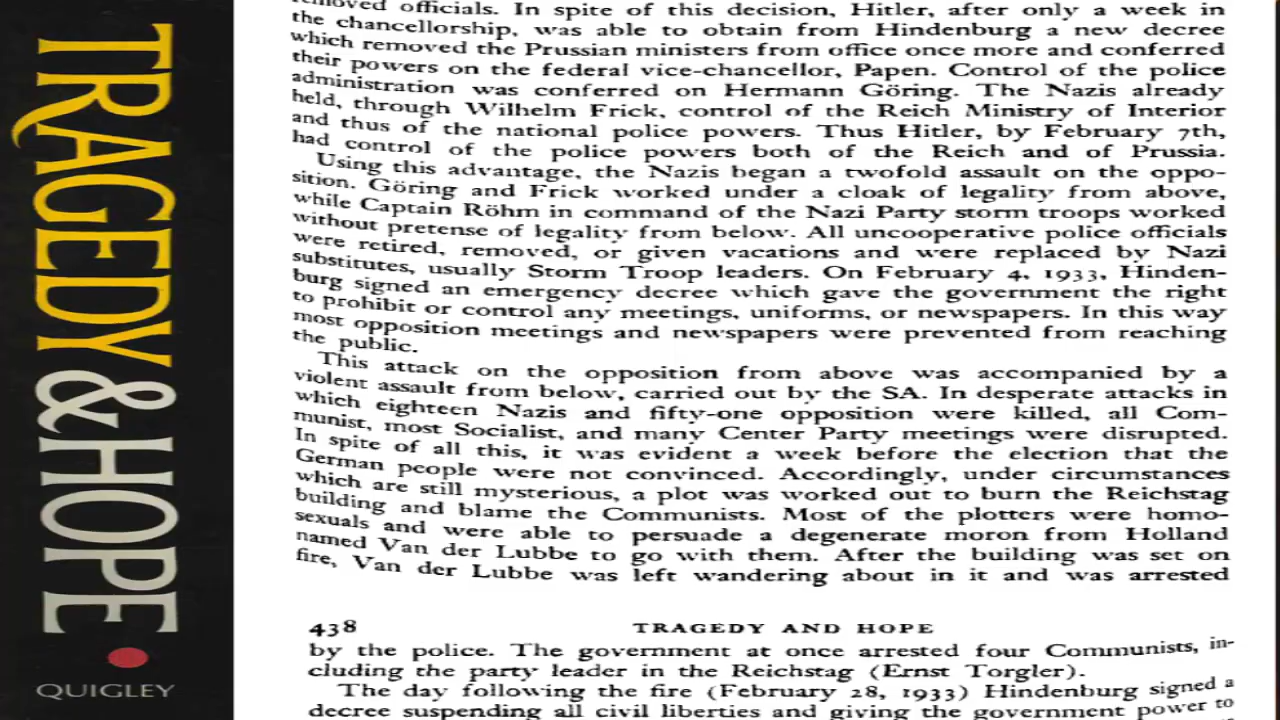 TRAGEDY & HOPE
QUIGLEY
removed officials. In spite of this decision, Hitler, after only a week in
the chancellorship, was able to obtain from Hindenburg a new decree
which removed the Prussian ministers from office once more and conferred
their powers on the federal vice-chancellor, Papen. Control of the police
administration was conferred on Hermann Göring. The Nazis already
held, through Wilhelm Frick, control of the Reich Ministry of Interior
and thus of the national police powers. Thus Hitler, by February 7th,
had control of the police powers both of the Reich and of Prussia.
Using this advantage, the Nazis began a twofold assault on the oppo-
sition. Göring and Frick worked under a cloak of legality from above,
while Captain Röhm in command of the Nazi Party storm troops worked
without pretense of legality from below. All uncooperative police officials
were retired, removed, or given vacations and were replaced by Nazi
substitutes, usually Storm Troop leaders. On February 4, 1933, Hinden-
burg signed an emergency decree which gave the government the right
to prohibit or control any meetings, uniforms, or newspapers. In this way
most opposition meetings and newspapers were prevented from reaching
the public.
This attack on the opposition from above was accompanied by a
violent assault from below, carried out by the SA. In desperate attacks in
which eighteen Nazis and fifty-one opposition were killed, all Com-
munist, most Socialist, and many Center Party meetings were disrupted.
In spite of all this, it was evident a week before the election that the
German people were not convinced. Accordingly, under circumstances
which are still mysterious, a plot was worked out to burn the Reichstag
building and blame the Communists. Most of the plotters were homo-
sexuals and were able to persuade a degenerate moron from Holland
named Van der Lubbe to go with them. After the building was set on
fire, Van der Lubbe was left wandering about in it and was arrested
438 TRAGEDY AND HOPE
by the police. The government at once arrested four Communists, in-
cluding the party leader in the Reichstag (Ernst Torgler).
The day following the fire (February 28, 1933) Hindenburg signed a
decree suspending all civil liberties and giving the government power to